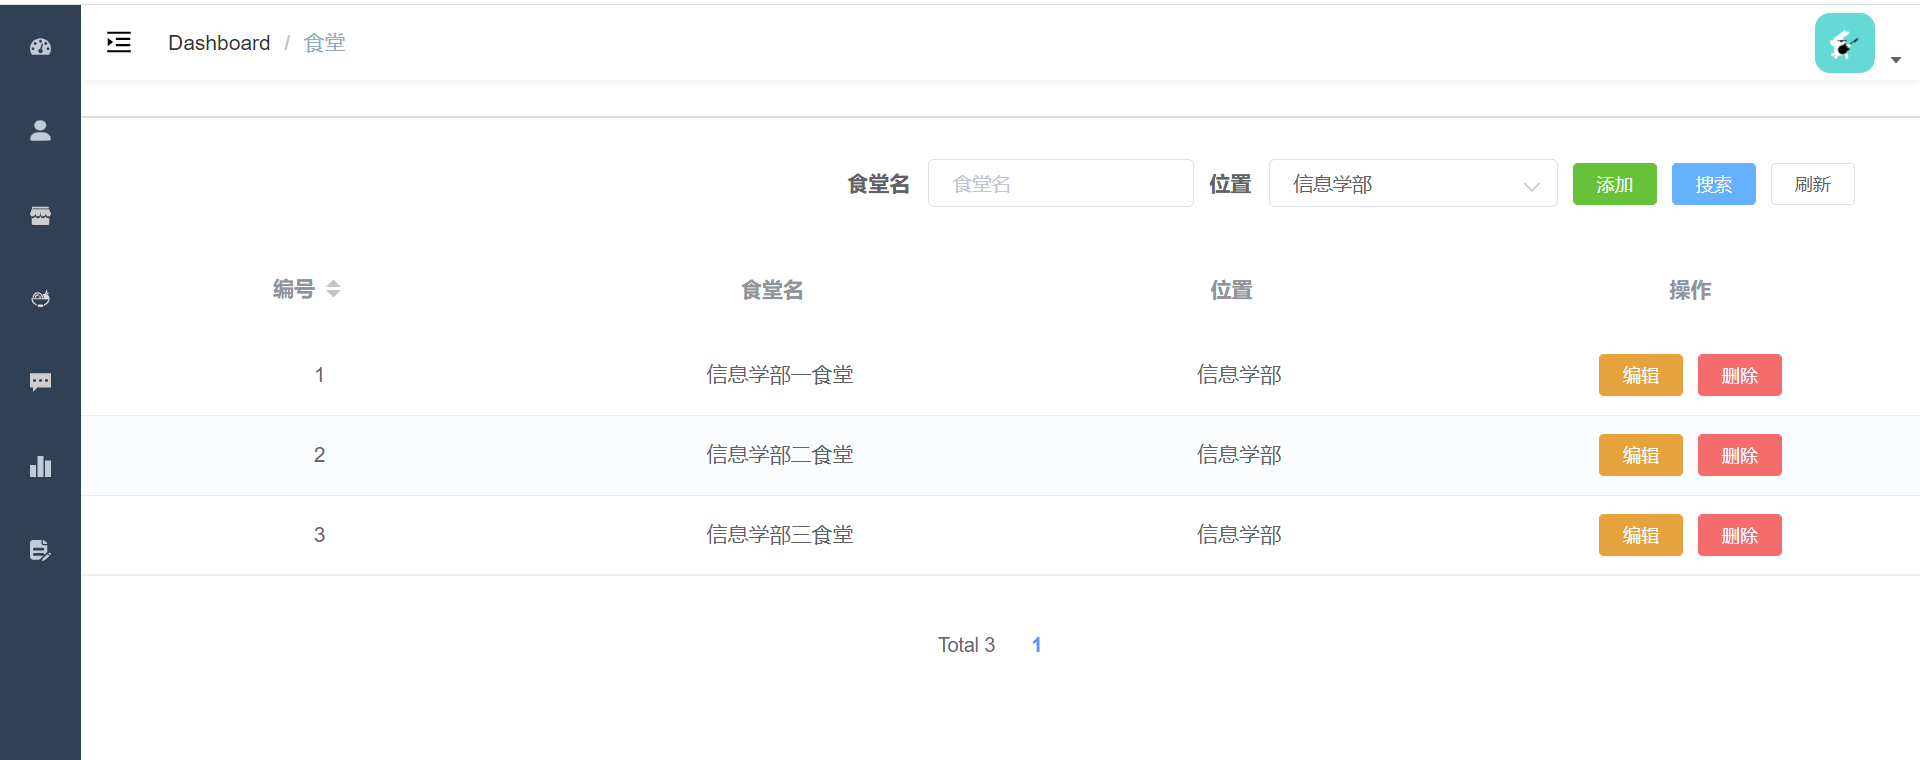 Dashboard / 食堂
食堂名 食堂名 位置 信息学部 添加 搜索 刷新
编号 食堂名 位置 操作
1 信息学部一食堂 信息学部 编辑 删除
2 信息学部二食堂 信息学部 编辑 删除
3 信息学部三食堂 信息学部 编辑 删除
Total 3 1